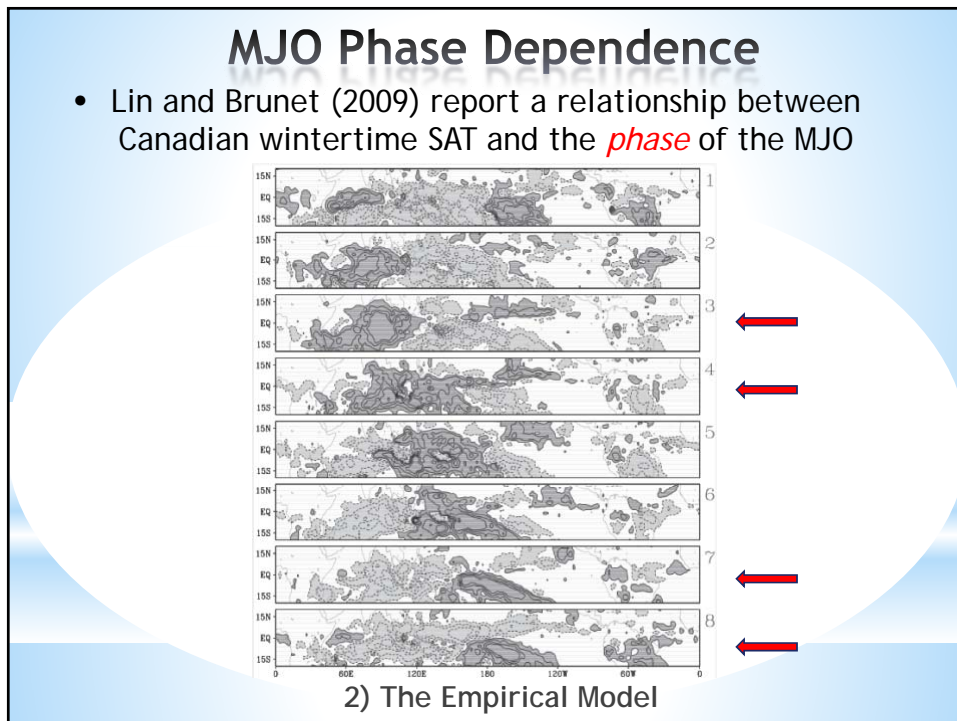 MJO Phase Dependence
• Lin and Brunet (2009) report a relationship between
Canadian wintertime SAT and the phase of the MJO
15N
EQ
15S
1
15N
EQ
15S
2
15N
EQ
15S
3
15N
EQ
15S
4
15N
EQ
15S
5
15N
EQ
15S
6
15N
EQ
15S
7
15N
EQ
15S
8
0 60E 120E 180 120W 60W 0
2) The Empirical Model